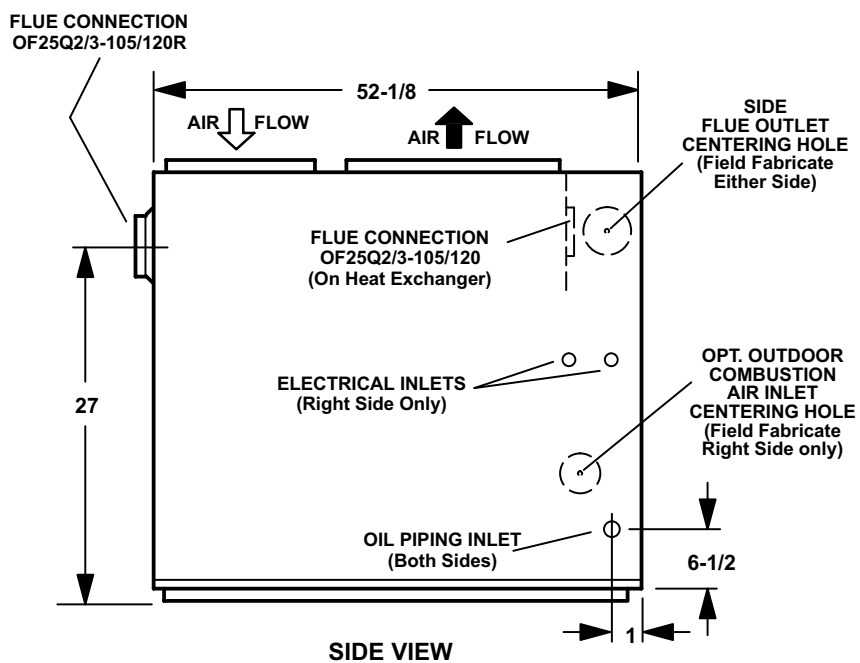 FLUE CONNECTION
OF25Q2/3-105/120R
52-1/8
AIR FLOW
AIR FLOW
SIDE
FLUE OUTLET
CENTERING HOLE
(Field Fabricate
Either Side)
FLUE CONNECTION
OF25Q2/3-105/120
(On Heat Exchanger)
27
ELECTRICAL INLETS
(Right Side Only)
OPT. OUTDOOR
COMBUSTION
AIR INLET
CENTERING HOLE
(Field Fabricate
Right Side only)
OIL PIPING INLET
(Both Sides)
6-1/2
1
SIDE VIEW